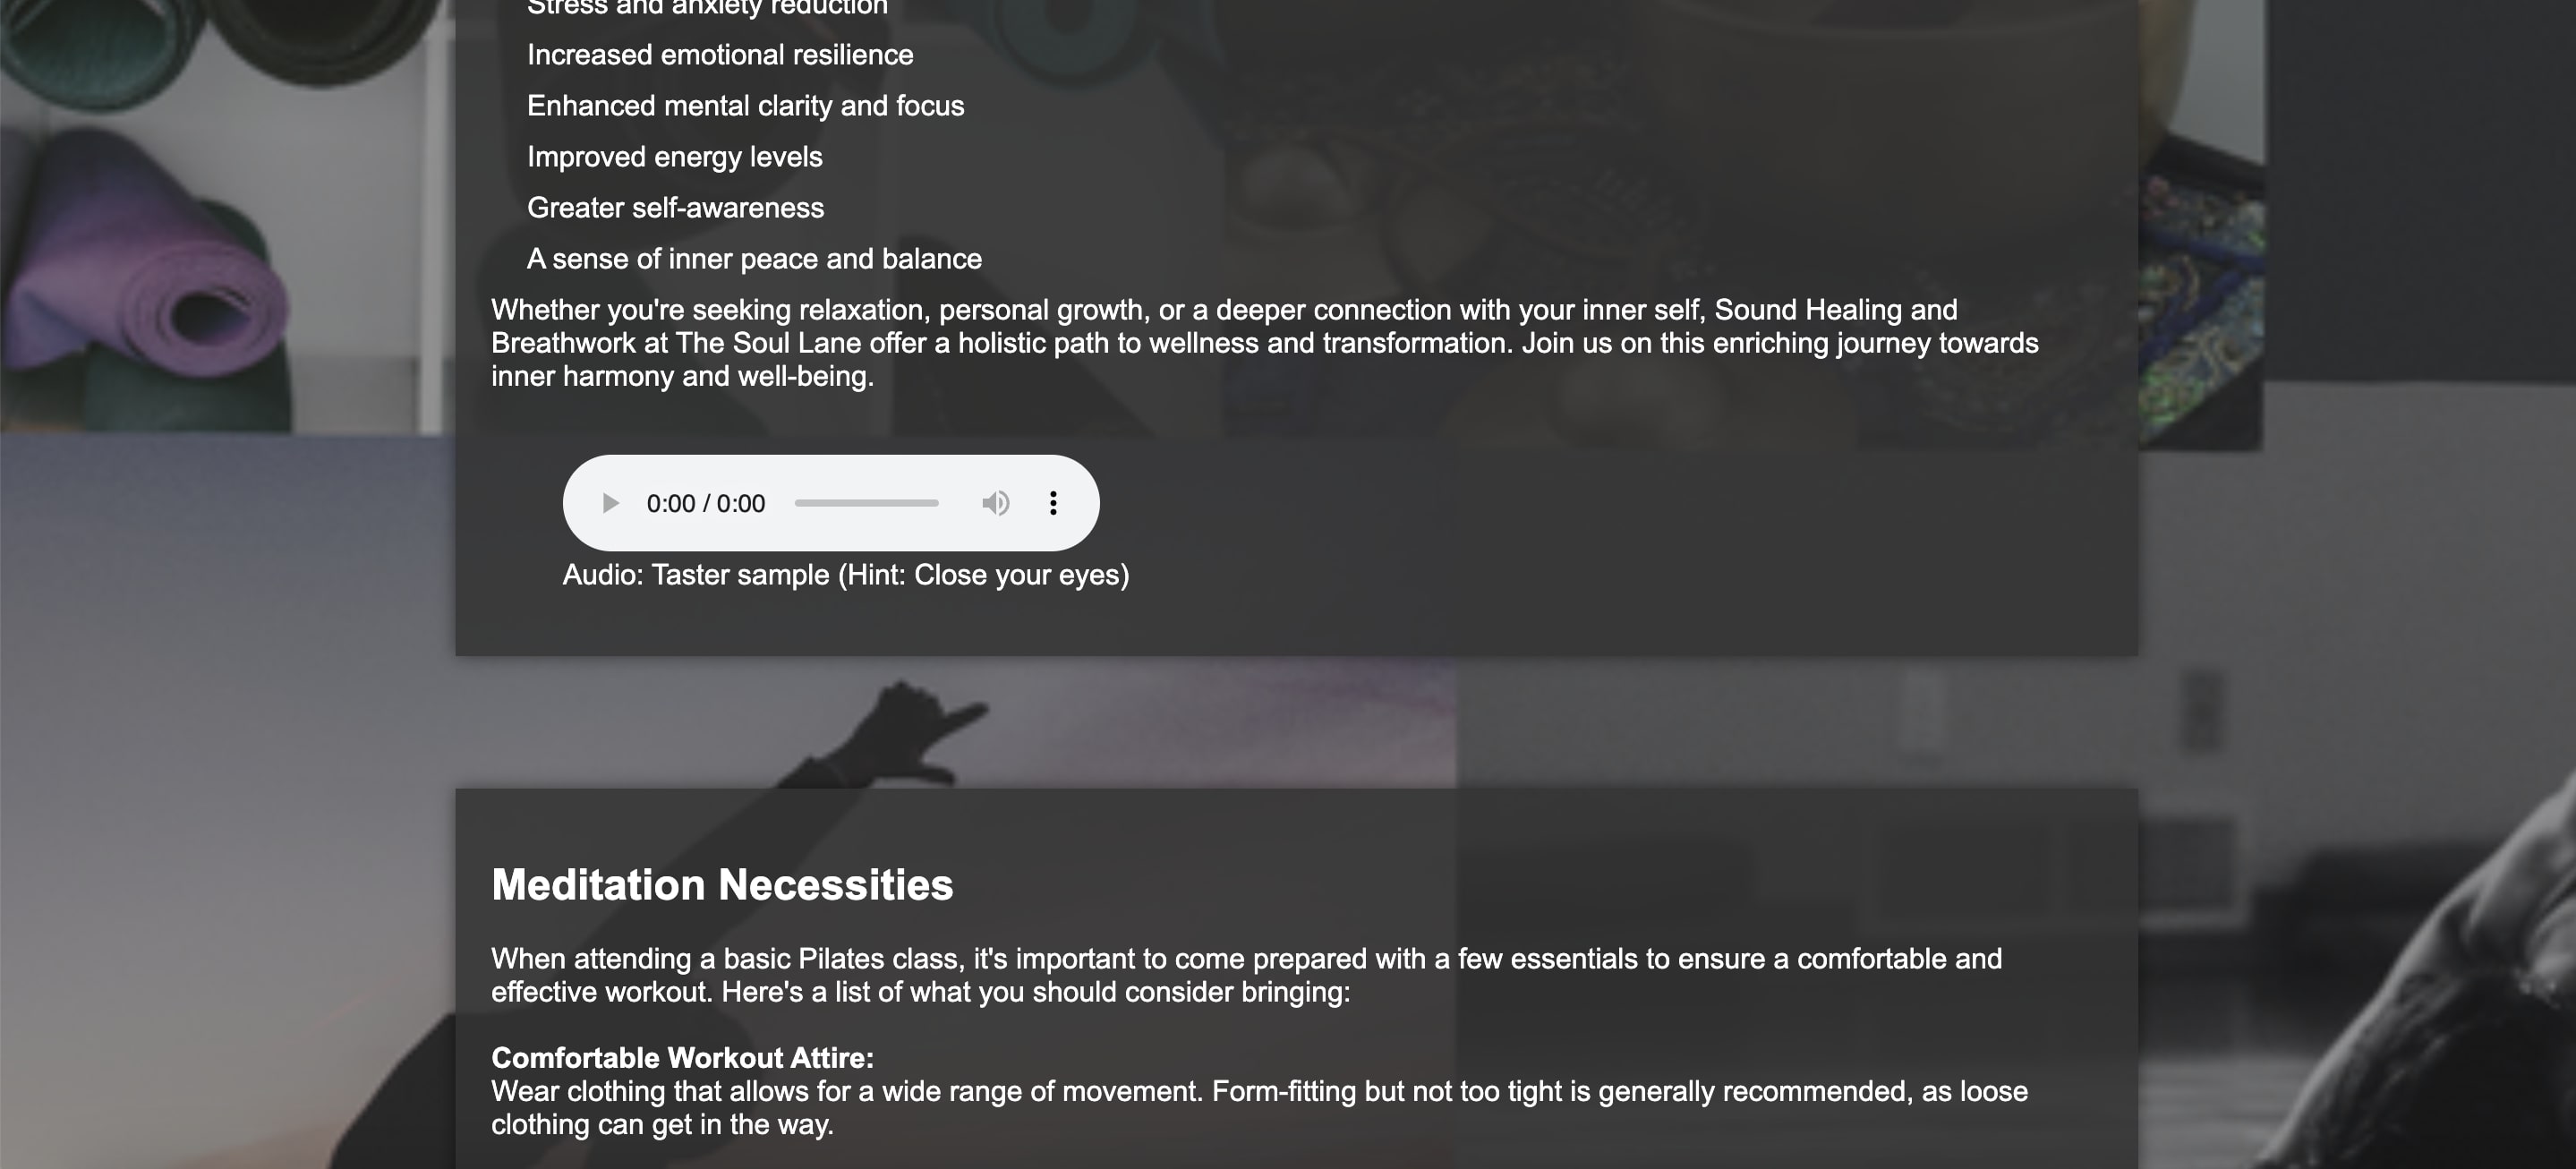 Stress and anxiety reduction
Increased emotional resilience
Enhanced mental clarity and focus
Improved energy levels
Greater self-awareness
A sense of inner peace and balance
Whether you're seeking relaxation, personal growth, or a deeper connection with your inner self, Sound Healing and
Breathwork at The Soul Lane offer a holistic path to wellness and transformation. Join us on this enriching journey towards
inner harmony and well-being.
0:00 / 0:00
Audio: Taster sample (Hint: Close your eyes)
Meditation Necessities
When attending a basic Pilates class, it's important to come prepared with a few essentials to ensure a comfortable and
effective workout. Here's a list of what you should consider bringing:
Comfortable Workout Attire:
Wear clothing that allows for a wide range of movement. Form-fitting but not too tight is generally recommended, as loose
clothing can get in the way.